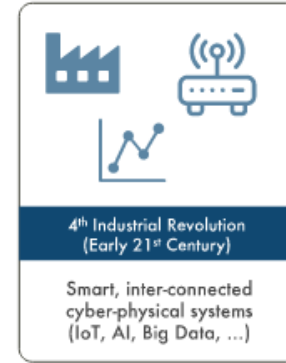 4th Industrial Revolution
(Early 21st Century)
Smart, inter-connected
cyber-physical systems
(IoT, AI, Big Data, ...)